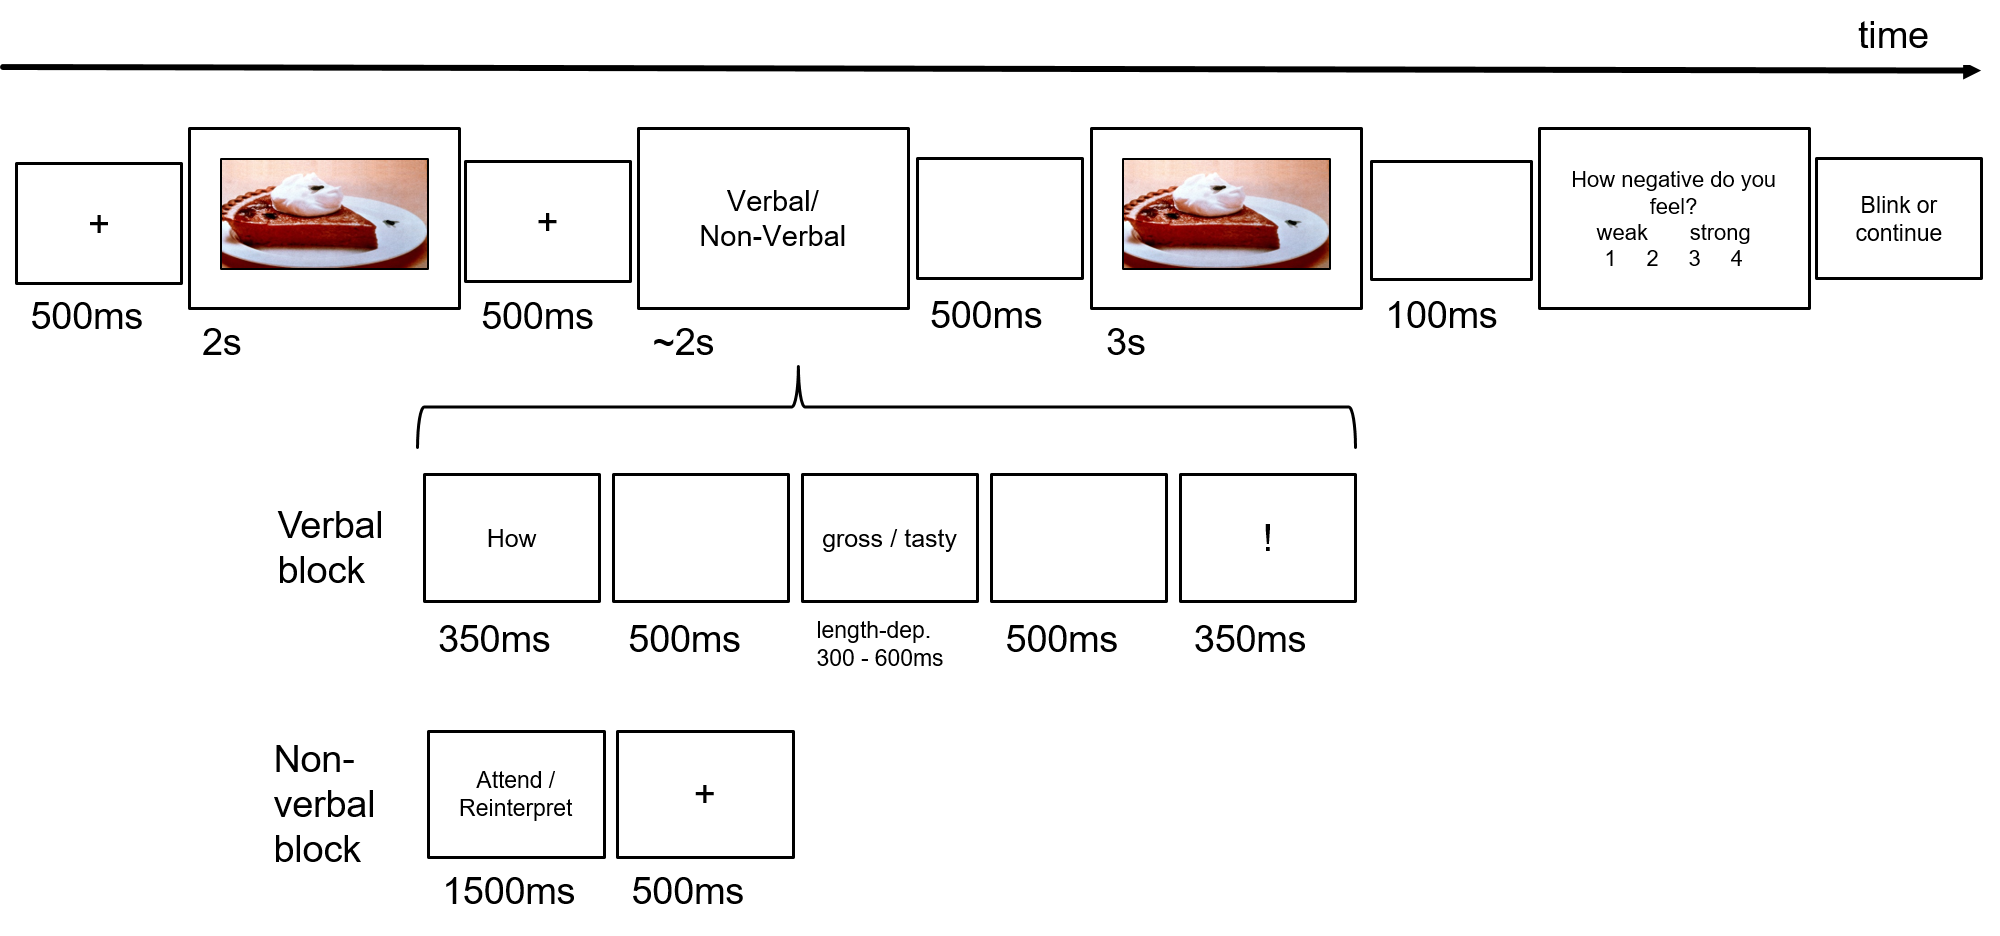 time
+
+
Verbal/
Non-Verbal
How negative do you
feel?
weak strong
1 2 3 4
Blink or
continue
500ms
2s
500ms
~2s
500ms
3s
100ms
Verbal
block
How
gross / tasty
!
350ms
500ms
length-dep.
300 - 600ms
500ms
350ms
Non-
verbal
block
Attend /
Reinterpret
+
1500ms
500ms